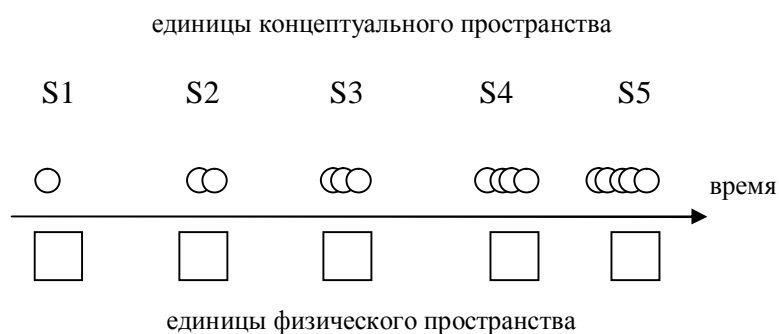 единицы концептуального пространства
S1 S2 S3 S4 S5
время
единицы физического пространства